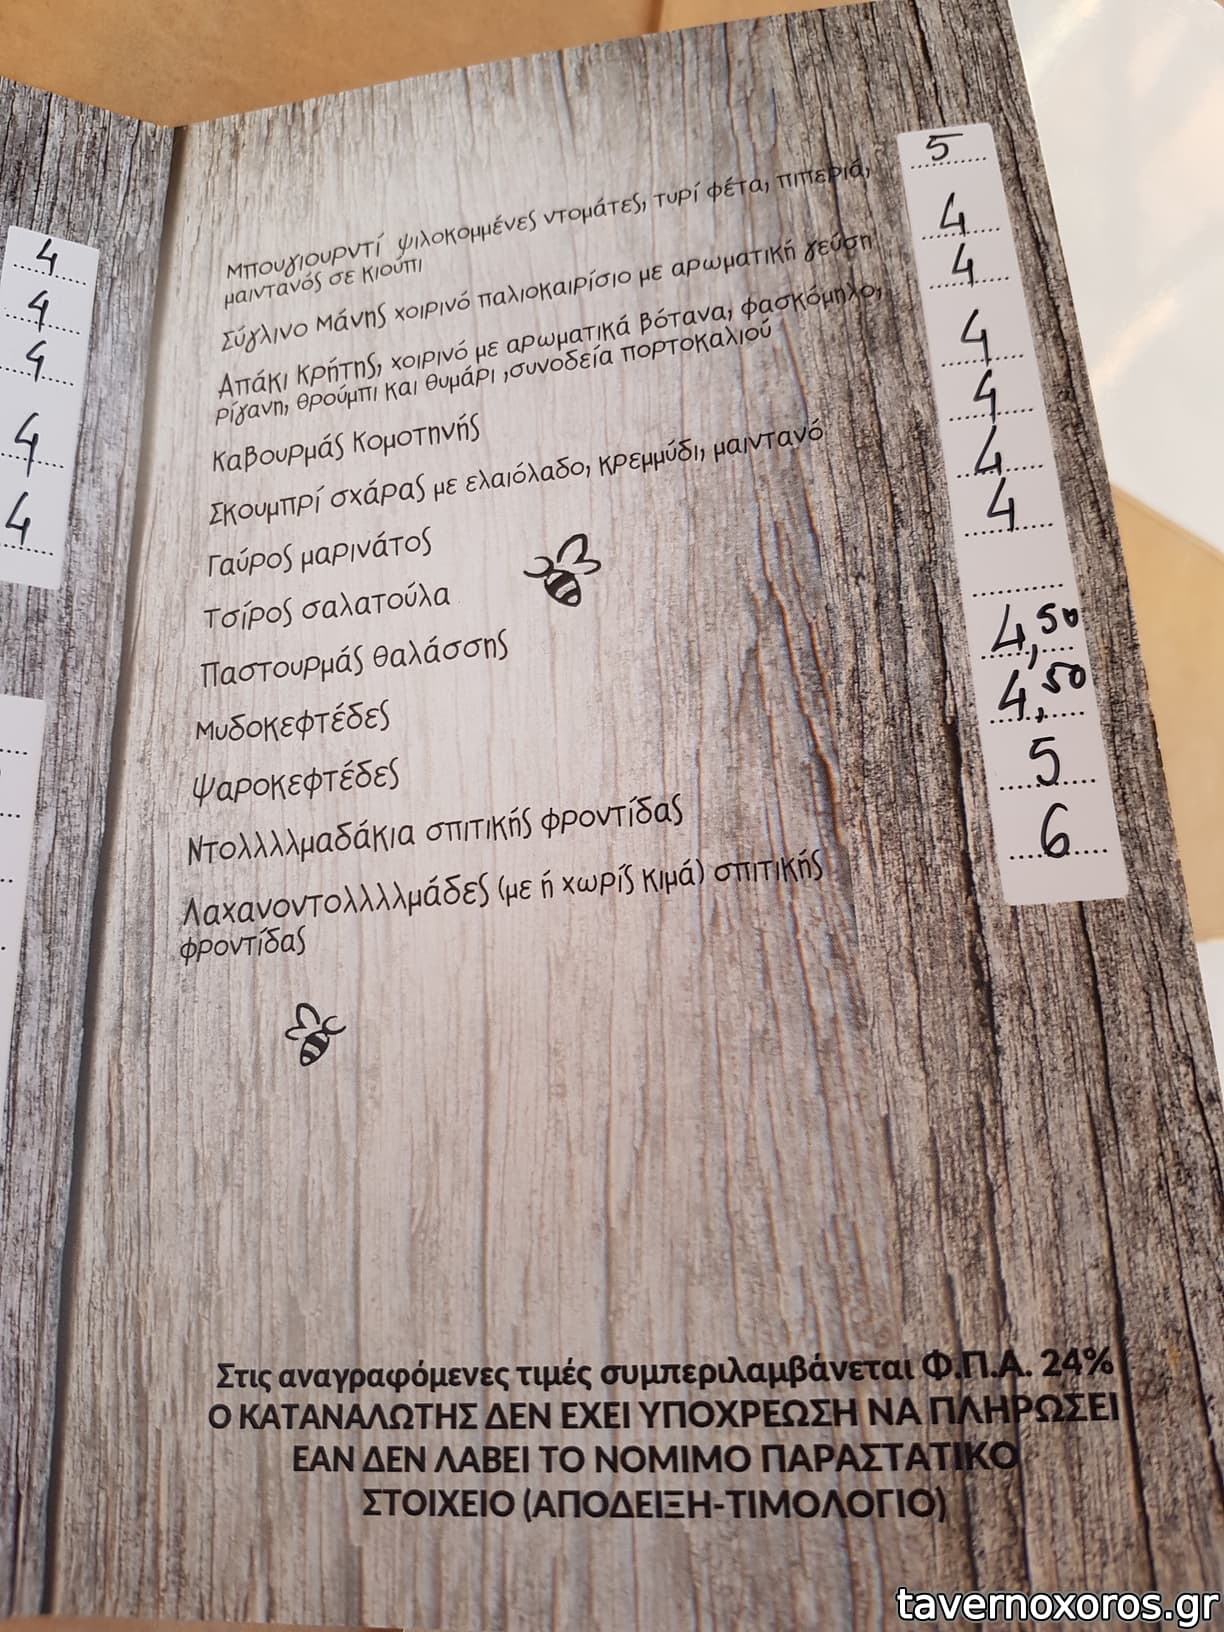 4
4
4
4
4
Μπουγιουρντί ψιλοκομμένες ντομάτες, τυρί φέτα, πιπεριά,
μαιντανός σε κιούπι
Σύγλινο Μάνης χοιρινό παλιοκαιρίσιο με αρωματική γεύση
Απάκι Κρήτης, χοιρινό με αρωματικά βότανα, φασκόμηλο,
ρίγανη, θρούμπι και θυμάρι ,συνοδεία πορτοκαλιού
Καβουρμάς Κομοτηνής
Σκουμπρί σχάρας με ελαιόλαδο, κρεμμύδι, μαιντανό
Γαύρος μαρινάτος
Τσίρος σαλατούλα
Παστουρμάς θαλάσσης
Μυδοκεφτέδες
Ψαροκεφτέδες
Ντολλλλμαδάκια σπιτικής φροντίδας
Λαχανοντολλλλμάδες (με ή χωρίς κιμά) σπιτικής
φροντίδας
5
4
4
4
4
4
4
4,50
4,50
5
6
Στις αναγραφόμενες τιμές συμπεριλαμβάνεται Φ.Π.Α. 24%
Ο ΚΑΤΑΝΑΛΩΤΗΣ ΔΕΝ ΕΧΕΙ ΥΠΟΧΡΕΩΣΗ ΝΑ ΠΛΗΡΩΣΕΙ
ΕΑΝ ΔΕΝ ΛΑΒΕΙ ΤΟ ΝΟΜΙΜΟ ΠΑΡΑΣΤΑΤΙΚΟ
ΣΤΟΙΧΕΙΟ (ΑΠΟΔΕΙΞΗ-ΤΙΜΟΛΟΓΙΟ)
tavernoxoros.gr